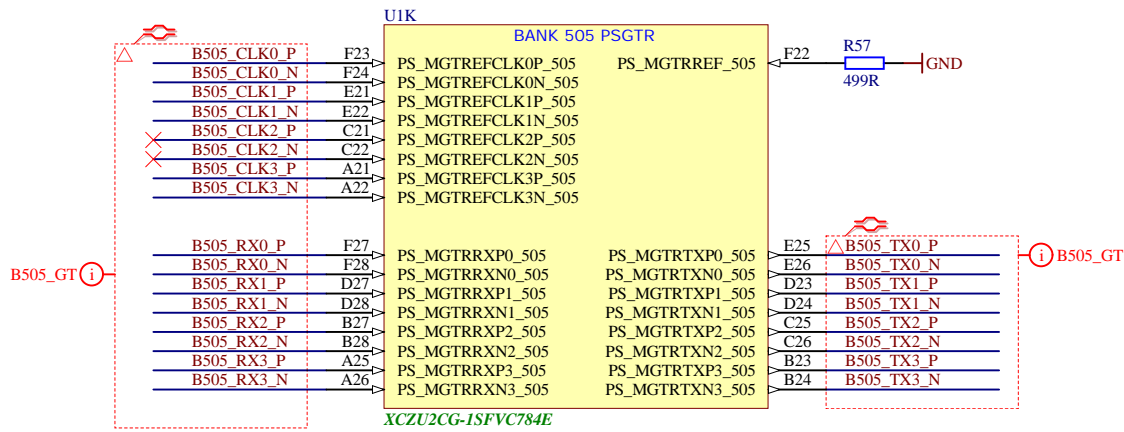 U1K
BANK 505 PSGTR
B505_CLK0_P F23 PS_MGTREFCLK0P_505 PS_MGTRREF_505 F22 R57 499R GND
B505_CLK0_N F24 PS_MGTREFCLK0N_505
B505_CLK1_P E21 PS_MGTREFCLK1P_505
B505_CLK1_N E22 PS_MGTREFCLK1N_505
B505_CLK2_P C21 PS_MGTREFCLK2P_505
B505_CLK2_N C22 PS_MGTREFCLK2N_505
B505_CLK3_P A21 PS_MGTREFCLK3P_505
B505_CLK3_N A22 PS_MGTREFCLK3N_505
B505_RX0_P F27 PS_MGTRRXP0_505 PS_MGTRTXP0_505 E25 B505_TX0_P
B505_GT i B505_RX0_N F28 PS_MGTRRXN0_505 PS_MGTRTXN0_505 E26 B505_TX0_N i B505_GT
B505_RX1_P D27 PS_MGTRRXP1_505 PS_MGTRTXP1_505 D23 B505_TX1_P
B505_RX1_N D28 PS_MGTRRXN1_505 PS_MGTRTXN1_505 D24 B505_TX1_N
B505_RX2_P B27 PS_MGTRRXP2_505 PS_MGTRTXP2_505 C25 B505_TX2_P
B505_RX2_N B28 PS_MGTRRXN2_505 PS_MGTRTXN2_505 C26 B505_TX2_N
B505_RX3_P A25 PS_MGTRRXP3_505 PS_MGTRTXP3_505 B23 B505_TX3_P
B505_RX3_N A26 PS_MGTRRXN3_505 PS_MGTRTXN3_505 B24 B505_TX3_N
XCZU2CG-1SFVC784E